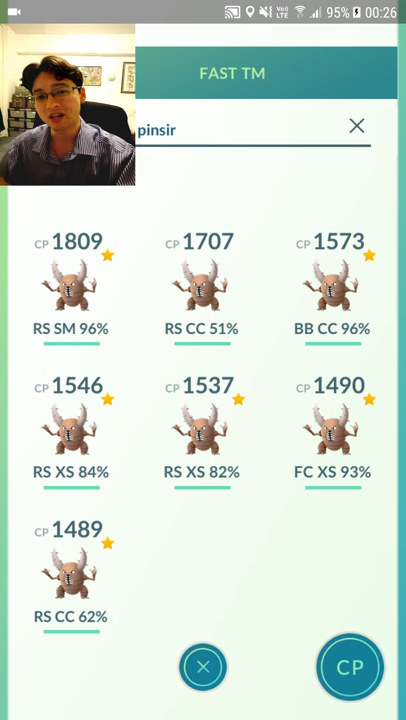 Voº)
LTE 95% 00:26
FAST TM
pinsir
CP 1809
CP 1707
CP 1573
RS SM 96%
RS CC 51%
BB CC 96%
CP 1546
CP 1537
CP 1490
RS XS 84%
RS XS 82%
FC XS 93%
CP 1489
RS CC 62%
CP